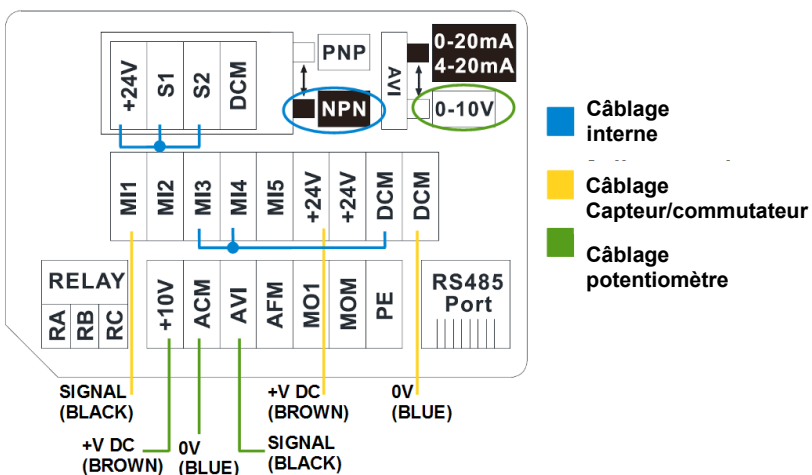 +24V S1 S2 DCM
PNP
NPN
AVI
0-20mA
4-20mA
0-10V
Câblage
interne
Câblage
Capteur/commutateur
Câblage
potentiomètre
MI1 MI2 MI3 MI4 MI5 +24V +24V DCM DCM
RELAY
RA RB RC
+10V ACM AVI AFM MO1 MOM PE
RS485
Port
SIGNAL
(BLACK)
+V DC
(BROWN)
0V
(BLUE)
+V DC
(BROWN)
0V
(BLUE)
SIGNAL
(BLACK)